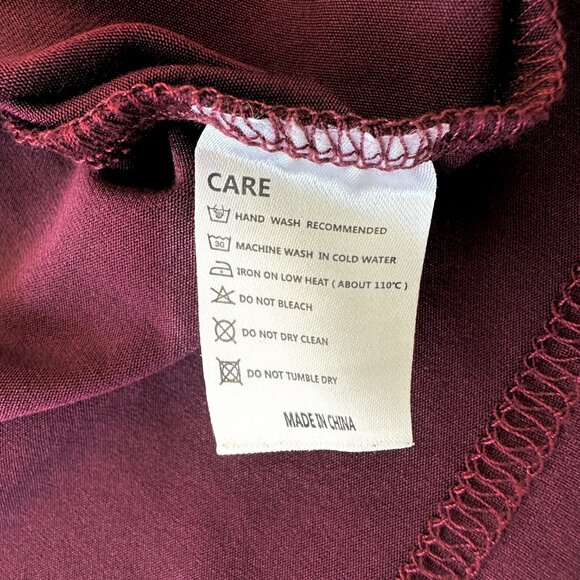 CARE
HAND WASH RECOMMENDED
30 MACHINE WASH IN COLD WATER
IRON ON LOW HEAT ( ABOUT 110℃ )
DO NOT BLEACH
DO NOT DRY CLEAN
DO NOT TUMBLE DRY
MADE IN CHINA